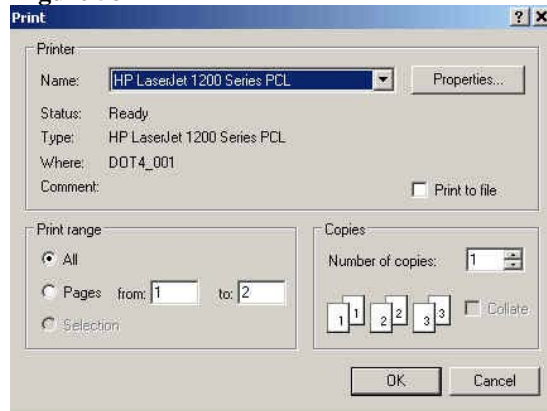 Print
Printer
Name: HP LaserJet 1200 Series PCL Properties...
Status: Ready
Type: HP LaserJet 1200 Series PCL
Where: DOT4_001
Comment: Print to file
Print range
All
Pages from: 1 to: 2
Selection
Copies
Number of copies: 1
1 1 2 2 3 3 Collate
OK Cancel